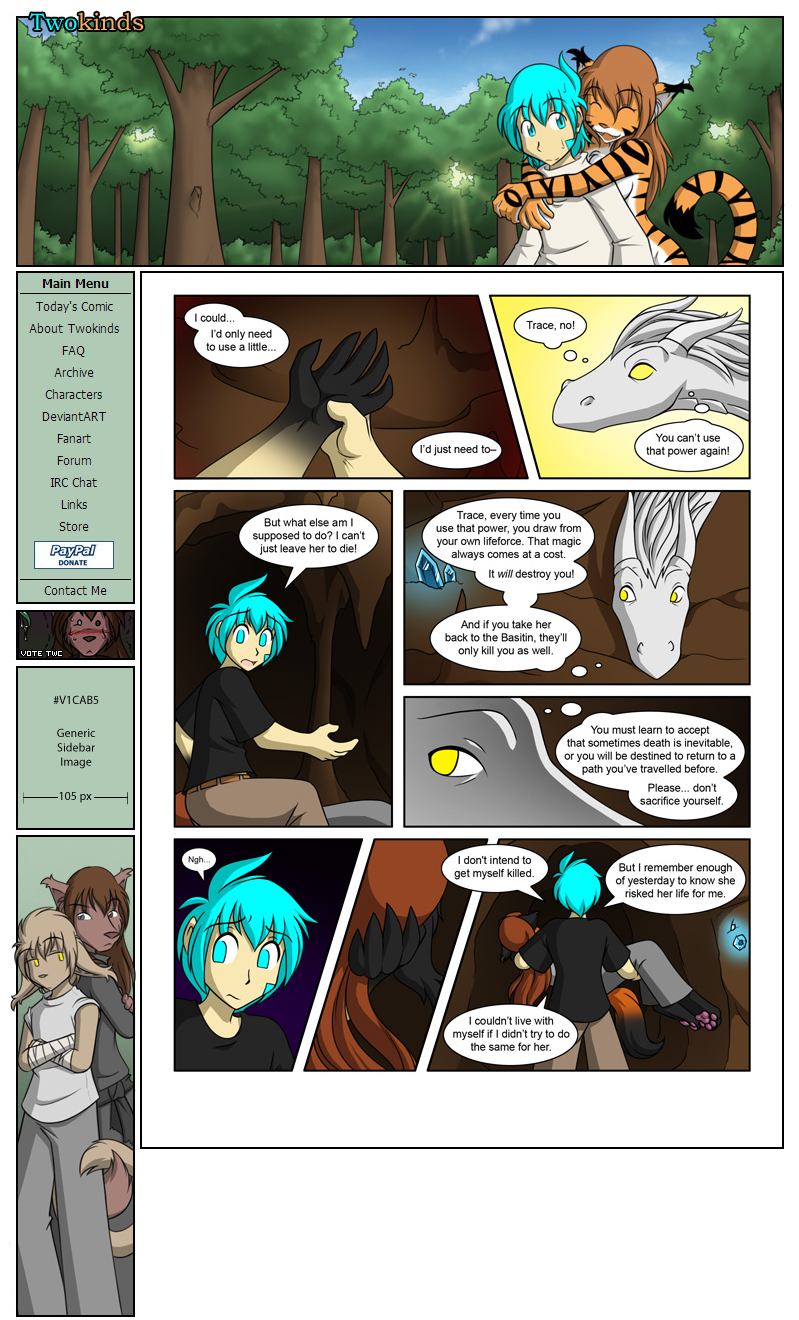 Twokinds
Main Menu
Today's Comic
About Twokinds
FAQ
Archive
Characters
DeviantART
Fanart
Forum
IRC Chat
Links
Store
PayPal
DONATE
Contact Me
VOTE TWC
#V1CAB5
Generic
Sidebar
Image
105 px
I could...
I'd only need
to use a little...
I'd just need to–
Trace, no!
You can't use
that power again!
But what else am I
supposed to do? I can't
just leave her to die!
Trace, every time you
use that power, you draw from
your own lifeforce. That magic
always comes at a cost.
It will destroy you!
And if you take her
back to the Basitin, they'll
only kill you as well.
You must learn to accept
that sometimes death is inevitable,
or you will be destined to return to a
path you've travelled before.
Please... don't
sacrifice yourself.
Ngh...
I don't intend to
get myself killed.
But I remember enough
of yesterday to know she
risked her life for me.
I couldn't live with
myself if I didn't try to do
the same for her.